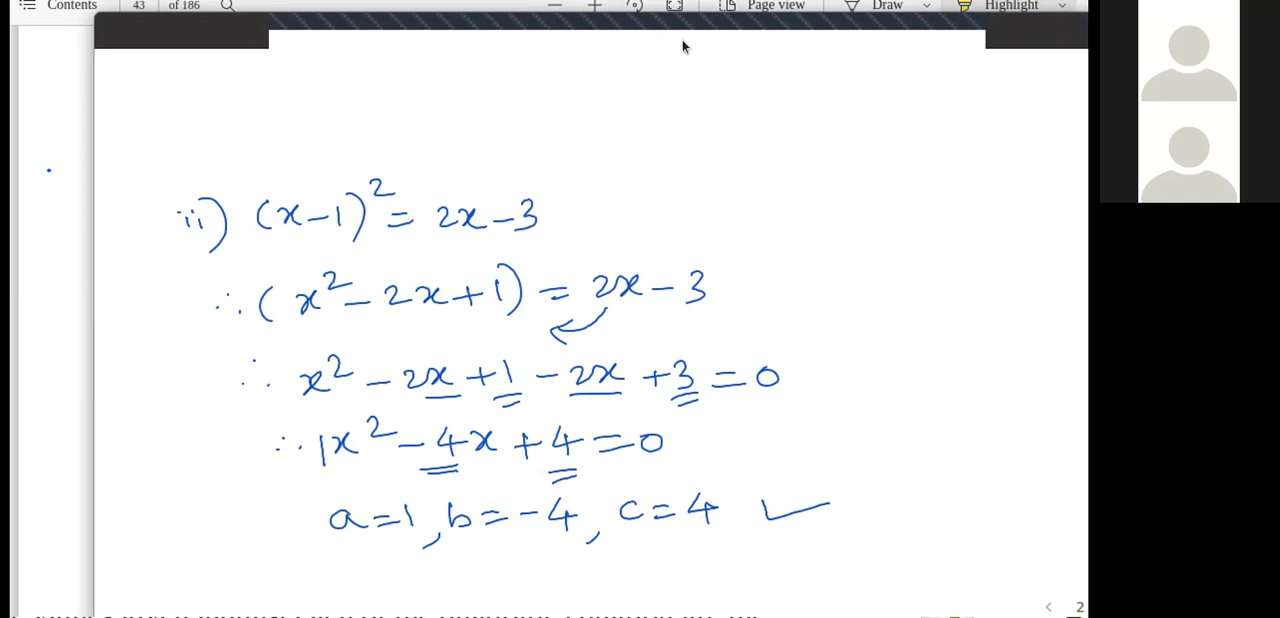 Contents 43 of 186 Page view Draw Highlight
ii) (x-1)² = 2x-3
∴ (x²-2x+1) = 2x-3
∴ x² - 2x + 1 - 2x + 3 = 0
∴ 1x² - 4x + 4 = 0
a=1, b=-4, c=4 ✓
2